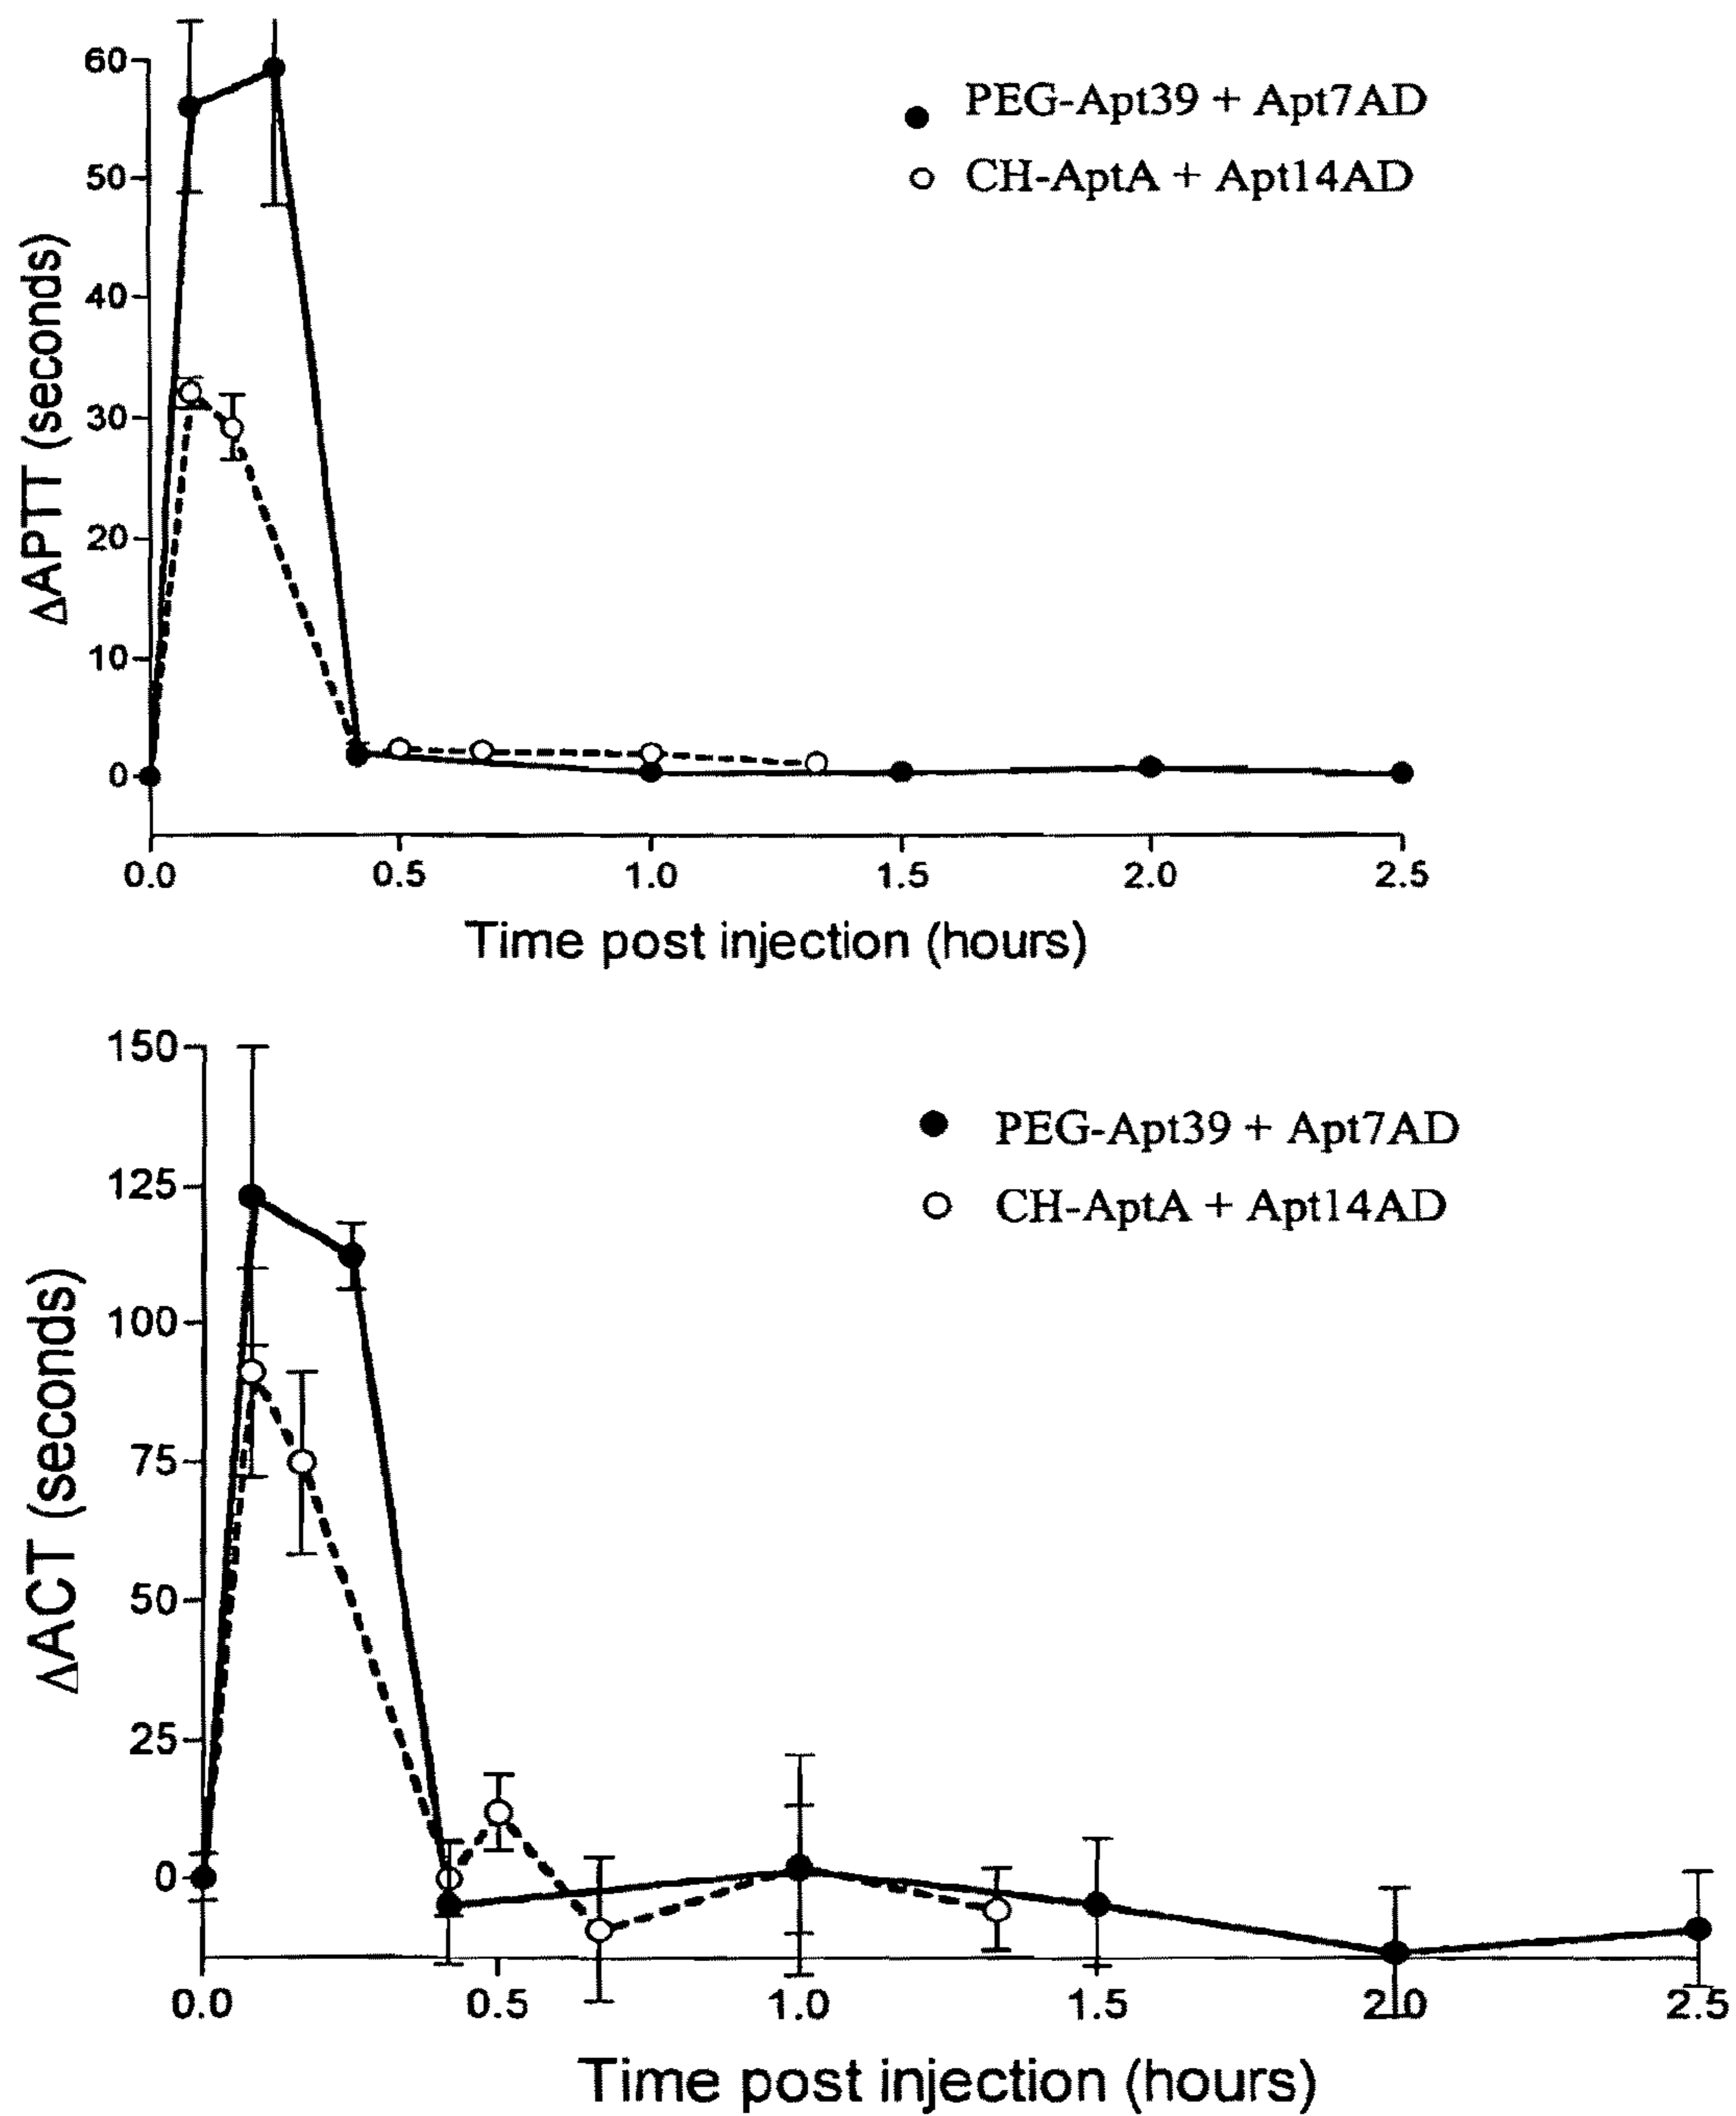 60
50
40
30
20
10
0
ΔAPTT (seconds)
PEG-Apt39 + Apt7AD
CH-AptA + Apt14AD
0.0 0.5 1.0 1.5 2.0 2.5
Time post injection (hours)
150
125
100
75
50
25
0
ΔACT (seconds)
PEG-Apt39 + Apt7AD
CH-AptA + Apt14AD
0.0 0.5 1.0 1.5 2.0 2.5
Time post injection (hours)